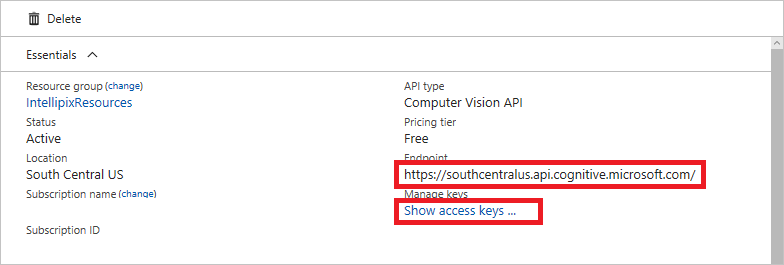 Delete
Essentials
Resource group (change)
IntellipixResources
Status
Active
Location
South Central US
Subscription name (change)
Subscription ID
API type
Computer Vision API
Pricing tier
Free
Endpoint
https://southcentralus.api.cognitive.microsoft.com/
Manage keys
Show access keys ...